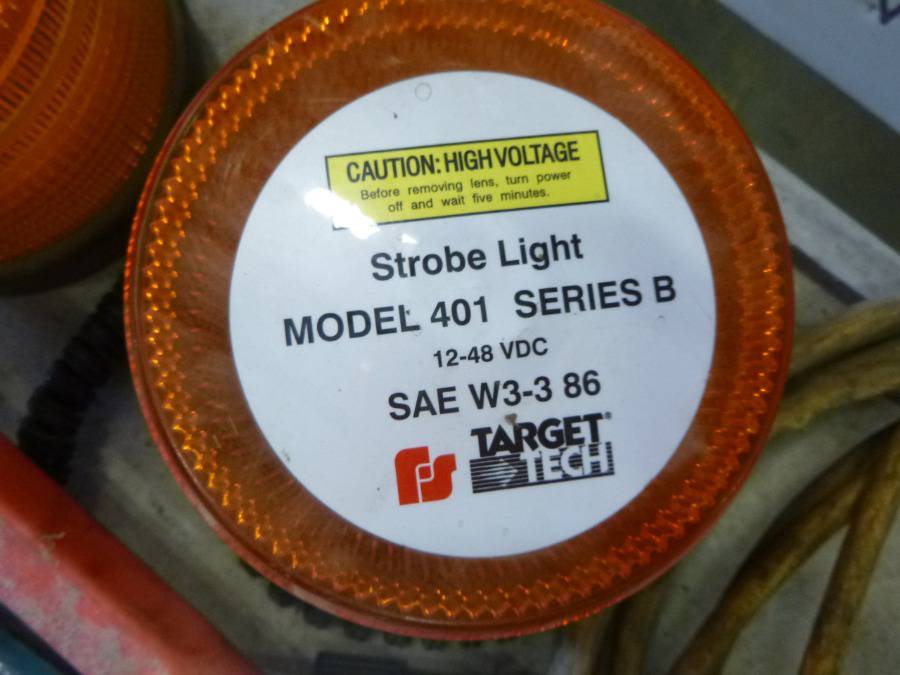 CAUTION: HIGH VOLTAGE
Before removing lens, turn power
off and wait five minutes.
Strobe Light
MODEL 401 SERIES B
12-48 VDC
SAE W3-3 86
TARGET®
TECH